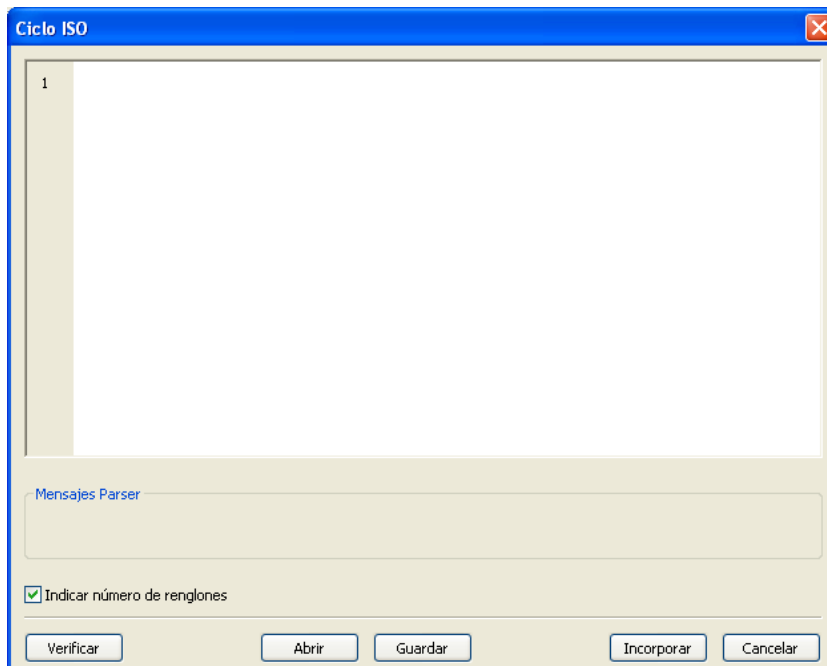 Ciclo ISO
1
Mensajes Parser
Indicar número de renglones
Verificar Abrir Guardar Incorporar Cancelar